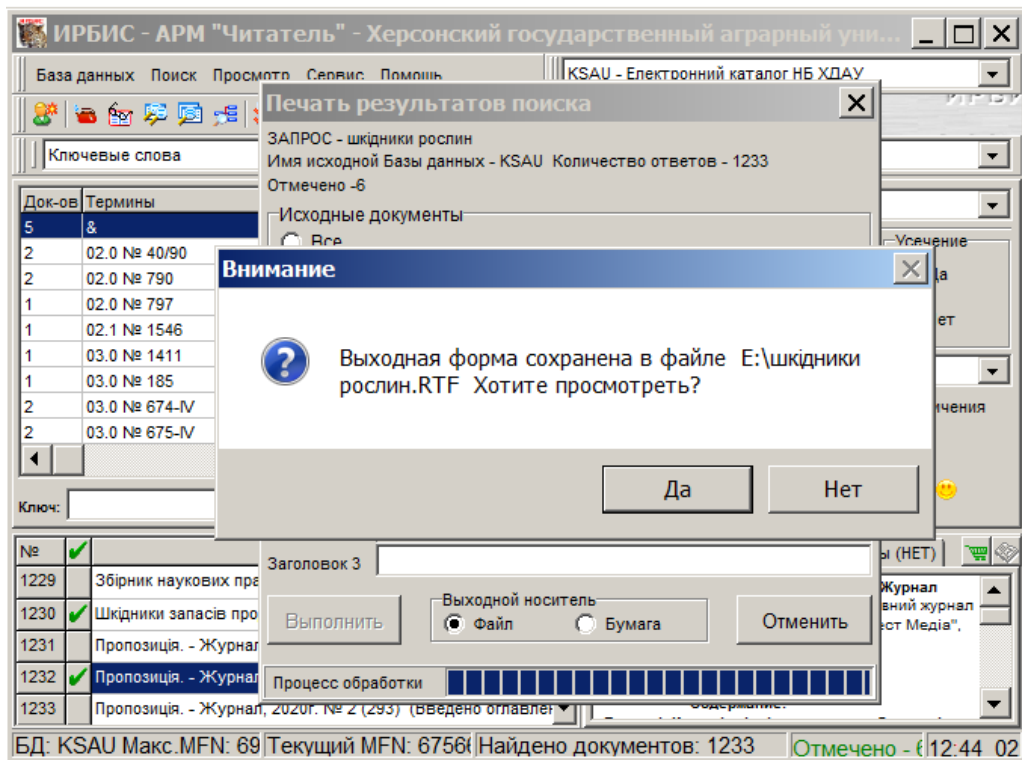 ИРБИС - АРМ "Читатель" - Херсонский государственный аграрный уни...
База данных Поиск Просмотр Сервис Помощь
KSAU - Електронний каталог НБ ХДАУ
Печать результатов поиска
ЗАПРОС - шкідники рослин
Ключевые слова
Имя исходной Базы данных - KSAU Количество ответов - 1233
Отмечено -6
Док-ов Термины
Исходные документы
5 &
Все
Усечение
2 02.0 № 40/90
2 02.0 № 790
1 02.0 № 797
1 02.1 № 1546
1 03.0 № 1411
1 03.0 № 185
2 03.0 № 674-IV
2 03.0 № 675-IV
Внимание
Выходная форма сохранена в файле E:\шкідники
рослин.RTF Хотите просмотреть?
Да Нет
Ключ:
№
(НЕТ)
Заголовок 3
1229 Збірник наукових
Журнал
1230 Шкідники запасів
журнал
Выходной носитель
Выполнить Файл Бумага Отменить
Медіа",
1231 Пропозиція. -
1232 Пропозиція. -
Процесс обработки
1233 Пропозиція. - Журнал, 2020г. № 2 (293) (Введено
Содержание:
БД: KSAU Макс.MFN: 69 Текущий MFN: 6756 Найдено документов: 1233 Отмечено - 12:44 02